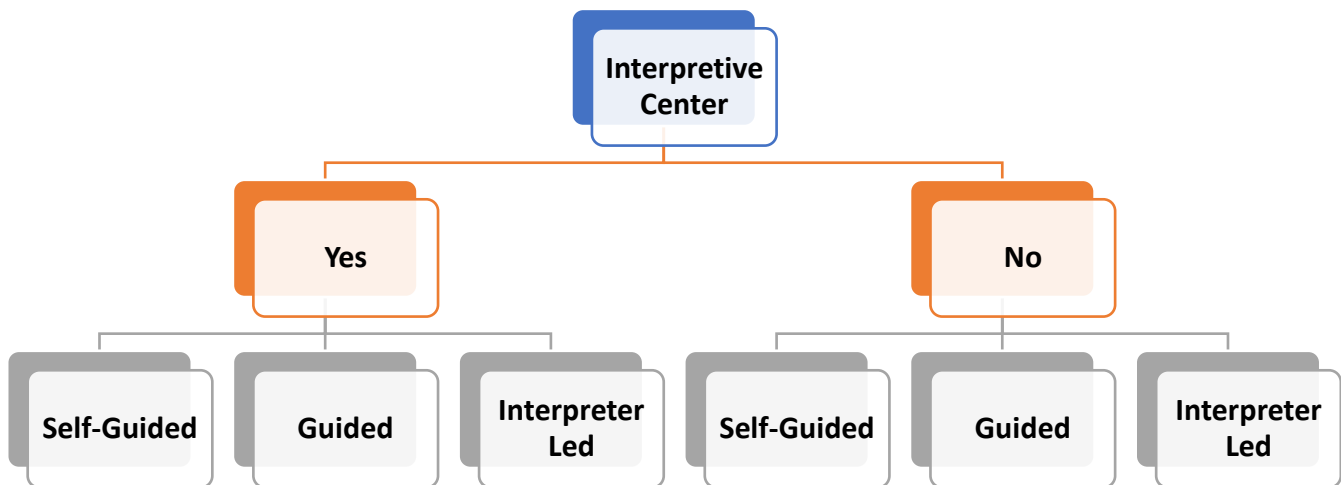 Interpretive
Center
Yes
No
Self-Guided
Guided
Interpreter
Led
Self-Guided
Guided
Interpreter
Led